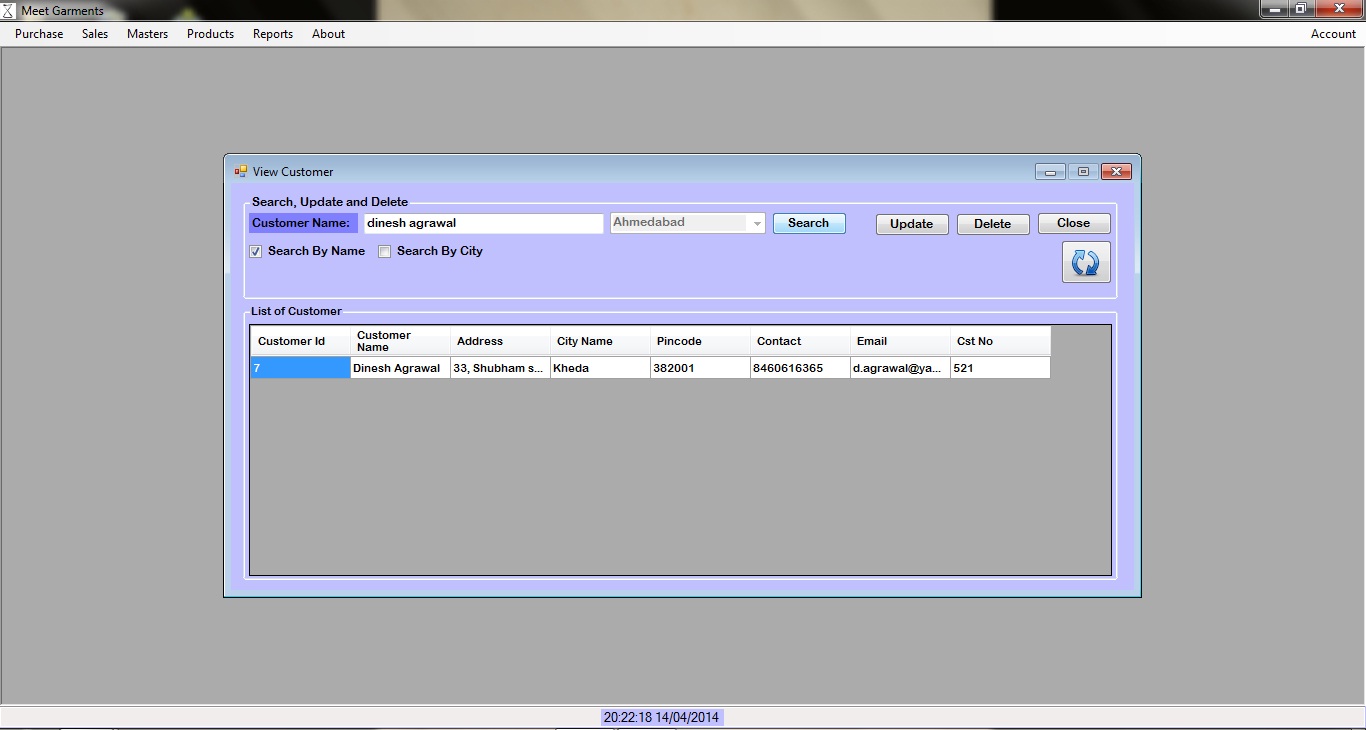 Meet Garments
Purchase Sales Masters Products Reports About Account
View Customer
Search, Update and Delete
Customer Name: dinesh agrawal Ahmedabad Search Update Delete Close
Search By Name Search By City
List of Customer
Customer Id Customer Name Address City Name Pincode Contact Email Cst No
7 Dinesh Agrawal 33, Shubham s... Kheda 382001 8460616365 d.agrawal@ya... 521
20:22:18 14/04/2014